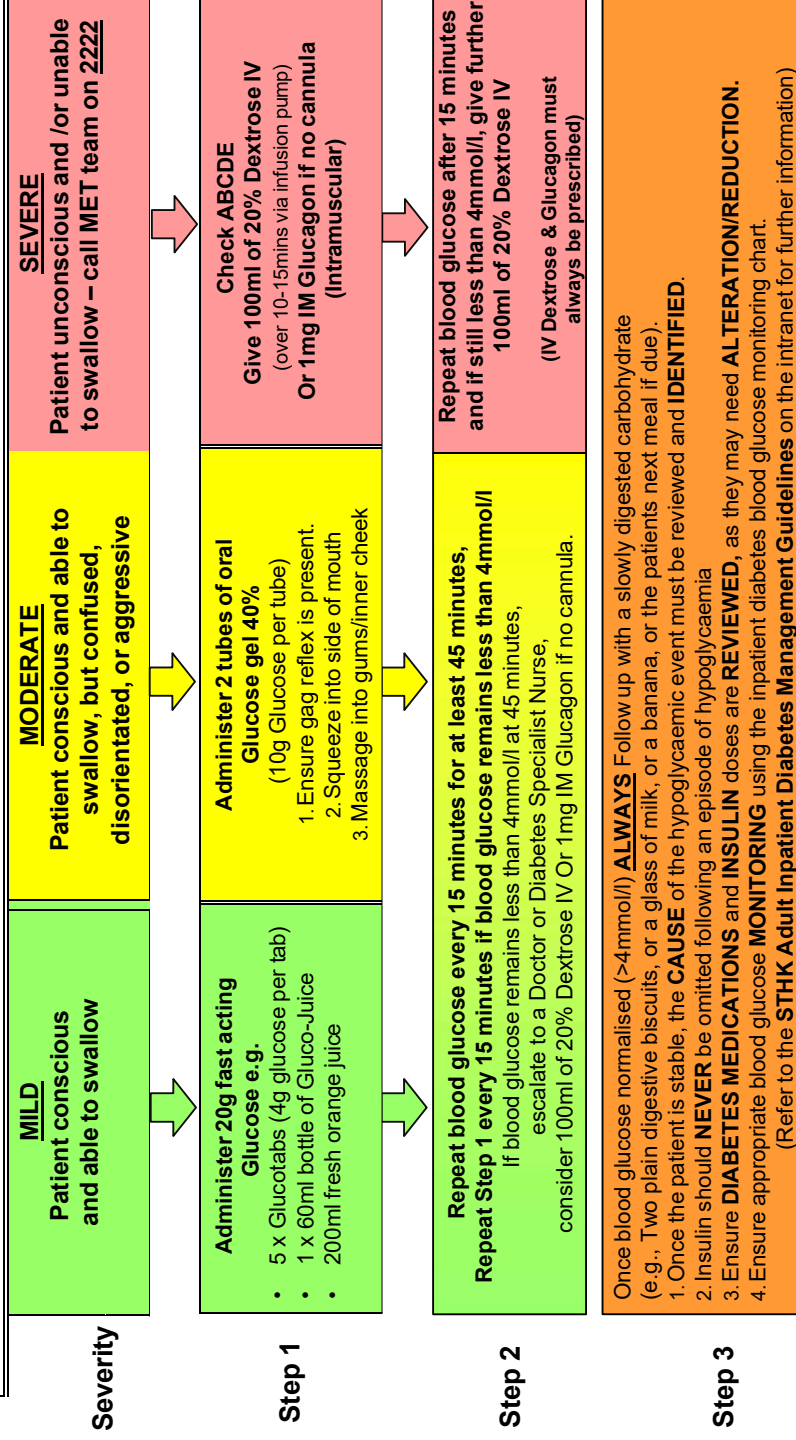 Severity
MILD
Patient conscious
and able to swallow
MODERATE
Patient conscious and able to
swallow, but confused,
disorientated, or aggressive
SEVERE
Patient unconscious and /or unable
to swallow – call MET team on 2222
Step 1
Administer 20g fast acting
Glucose e.g.
• 5 x Glucotabs (4g glucose per tab)
• 1 x 60ml bottle of Gluco-Juice
• 200ml fresh orange juice
Administer 2 tubes of oral
Glucose gel 40%
(10g Glucose per tube)
1. Ensure gag reflex is present.
2. Squeeze into side of mouth
3. Massage into gums/inner cheek
Check ABCDE
Give 100ml of 20% Dextrose IV
(over 10-15mins via infusion pump)
Or 1mg IM Glucagon if no cannula
(Intramuscular)
Step 2
Repeat blood glucose every 15 minutes for at least 45 minutes,
Repeat Step 1 every 15 minutes if blood glucose remains less than 4mmol/l
If blood glucose remains less than 4mmol/l at 45 minutes,
escalate to a Doctor or Diabetes Specialist Nurse,
consider 100ml of 20% Dextrose IV Or 1mg IM Glucagon if no cannula.
Repeat blood glucose after 15 minutes
and if still less than 4mmol/l, give further
100ml of 20% Dextrose IV
(IV Dextrose & Glucagon must
always be prescribed)
Step 3
Once blood glucose normalised (>4mmol/l) ALWAYS Follow up with a slowly digested carbohydrate
(e.g., Two plain digestive biscuits, or a glass of milk, or a banana, or the patients next meal if due).
1. Once the patient is stable, the CAUSE of the hypoglycaemic event must be reviewed and IDENTIFIED.
2. Insulin should NEVER be omitted following an episode of hypoglycaemia
3. Ensure DIABETES MEDICATIONS and INSULIN doses are REVIEWED, as they may need ALTERATION/REDUCTION.
4. Ensure appropriate blood glucose MONITORING using the inpatient diabetes blood glucose monitoring chart.
(Refer to the STHK Adult Inpatient Diabetes Management Guidelines on the intranet for further information)